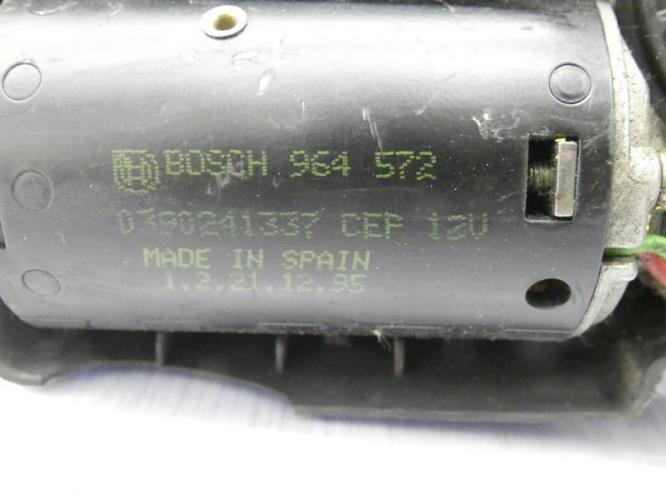 BOSCH 964 572
0390241337 CEP 12V
MADE IN SPAIN
1.2.21.12.95